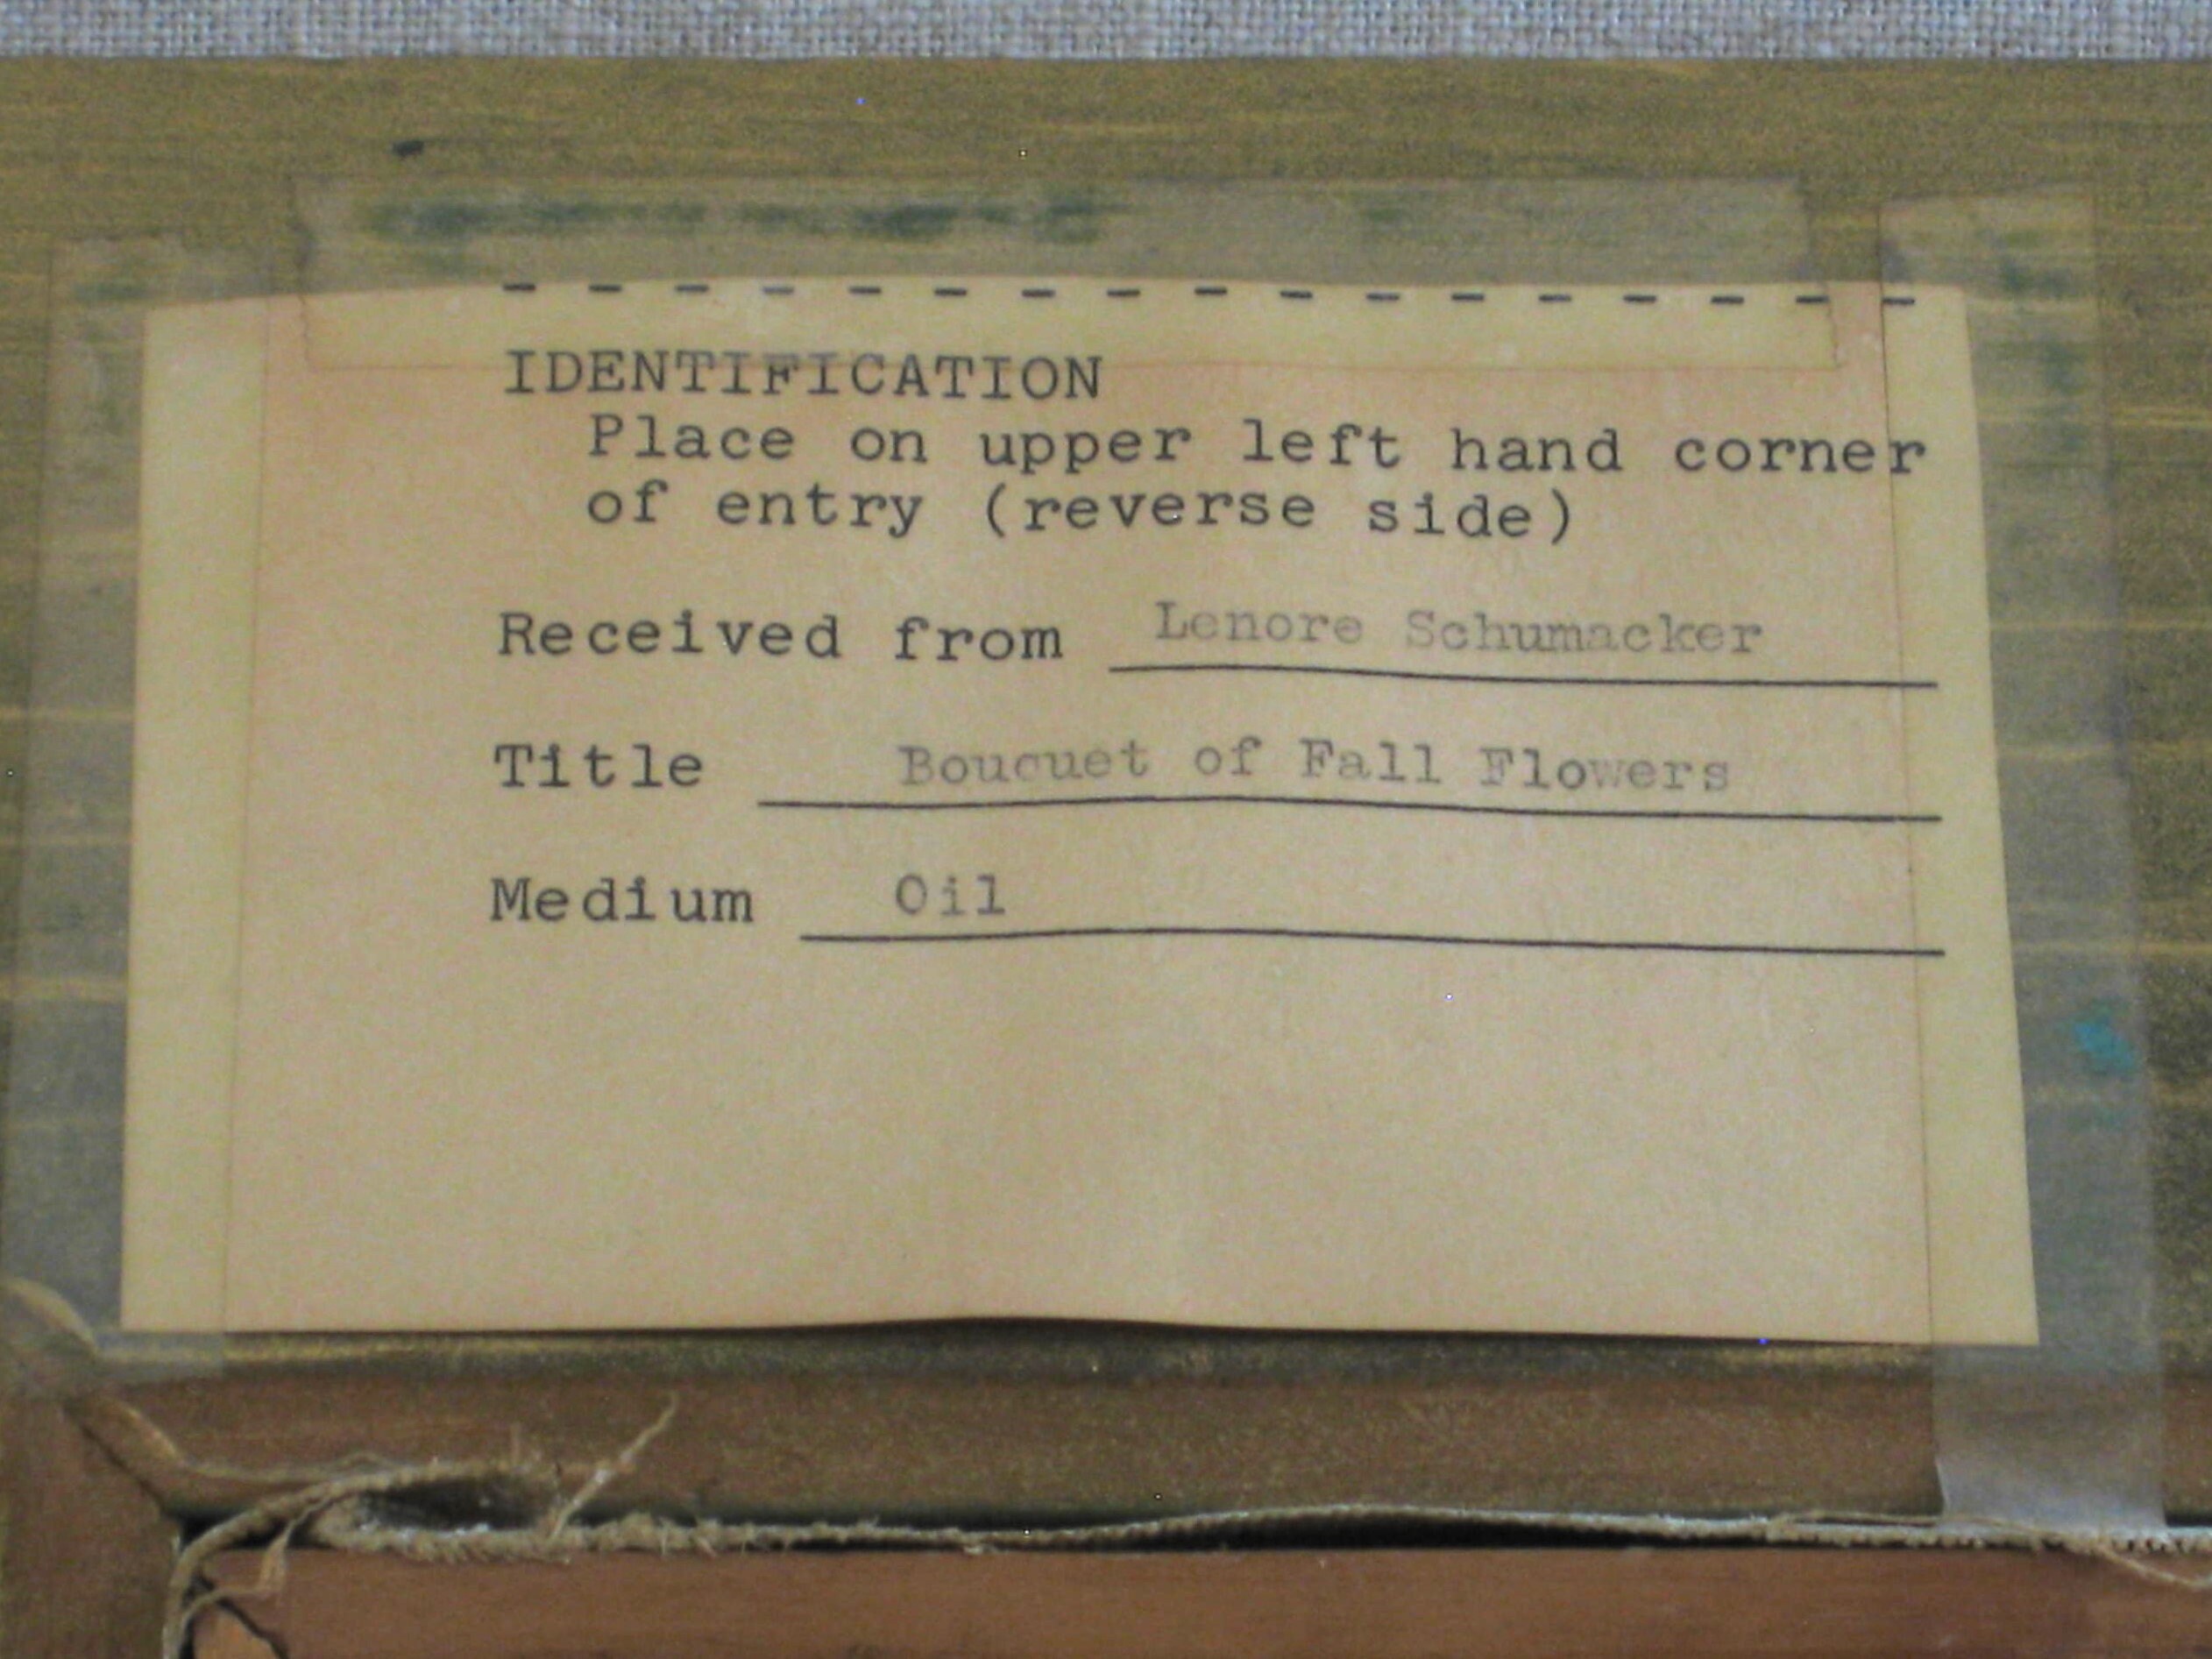 IDENTIFICATION
Place on upper left hand corner
of entry (reverse side)
Received from Lenore Schumacker
Title Bouquet of Fall Flowers
Medium Oil